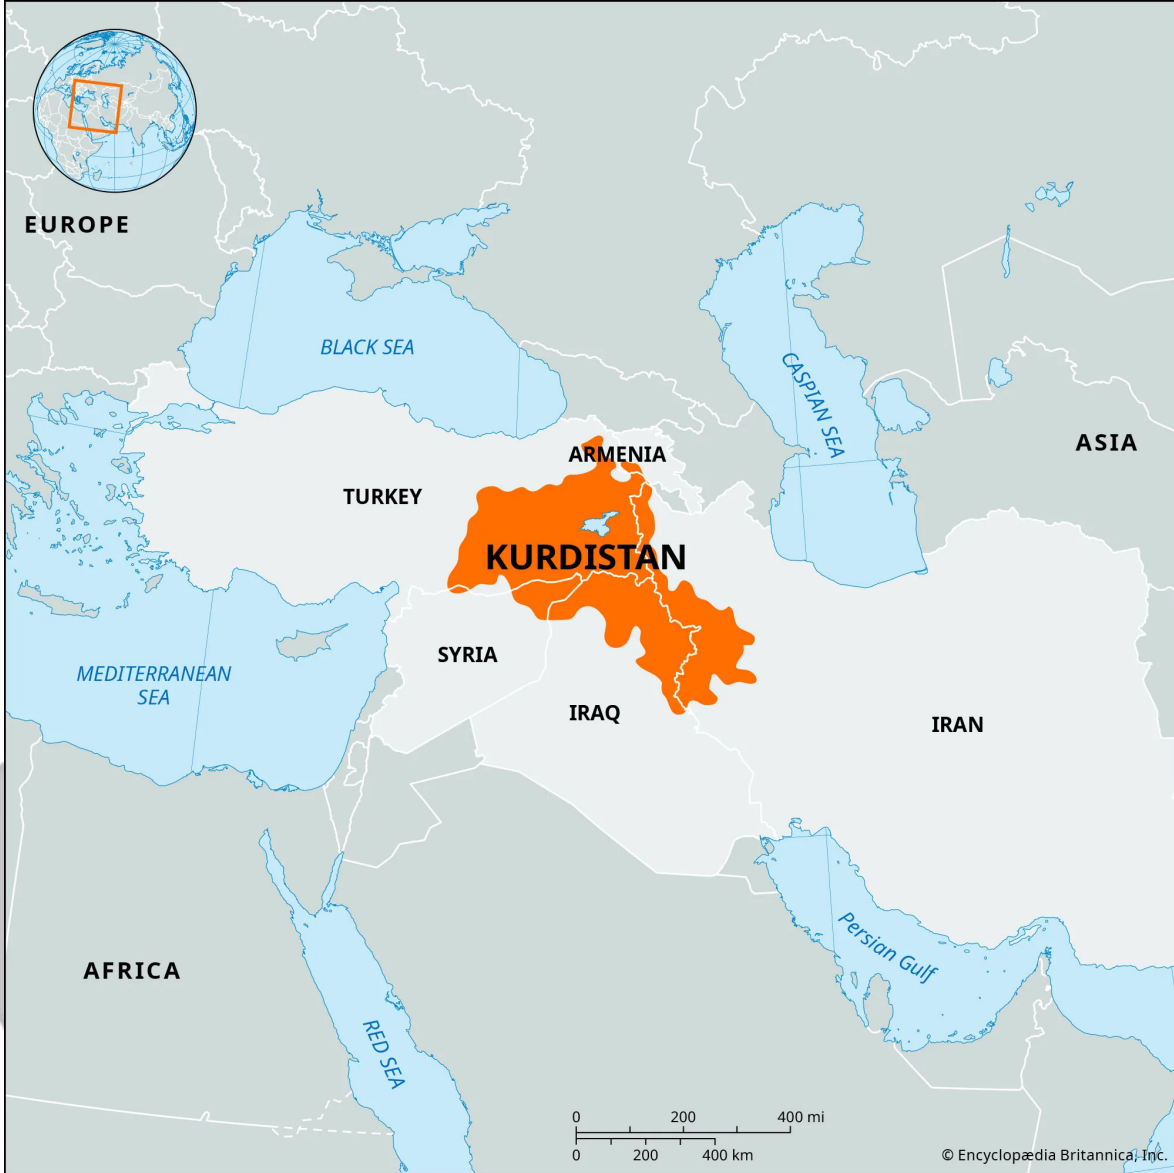 EUROPE
BLACK SEA
CASPIAN SEA
ASIA
ARMENIA
TURKEY
KURDISTAN
SYRIA
MEDITERRANEAN
SEA
IRAQ
IRAN
Persian Gulf
AFRICA
RED SEA
0 200 400 mi
0 200 400 km
© Encyclopædia Britannica, Inc.